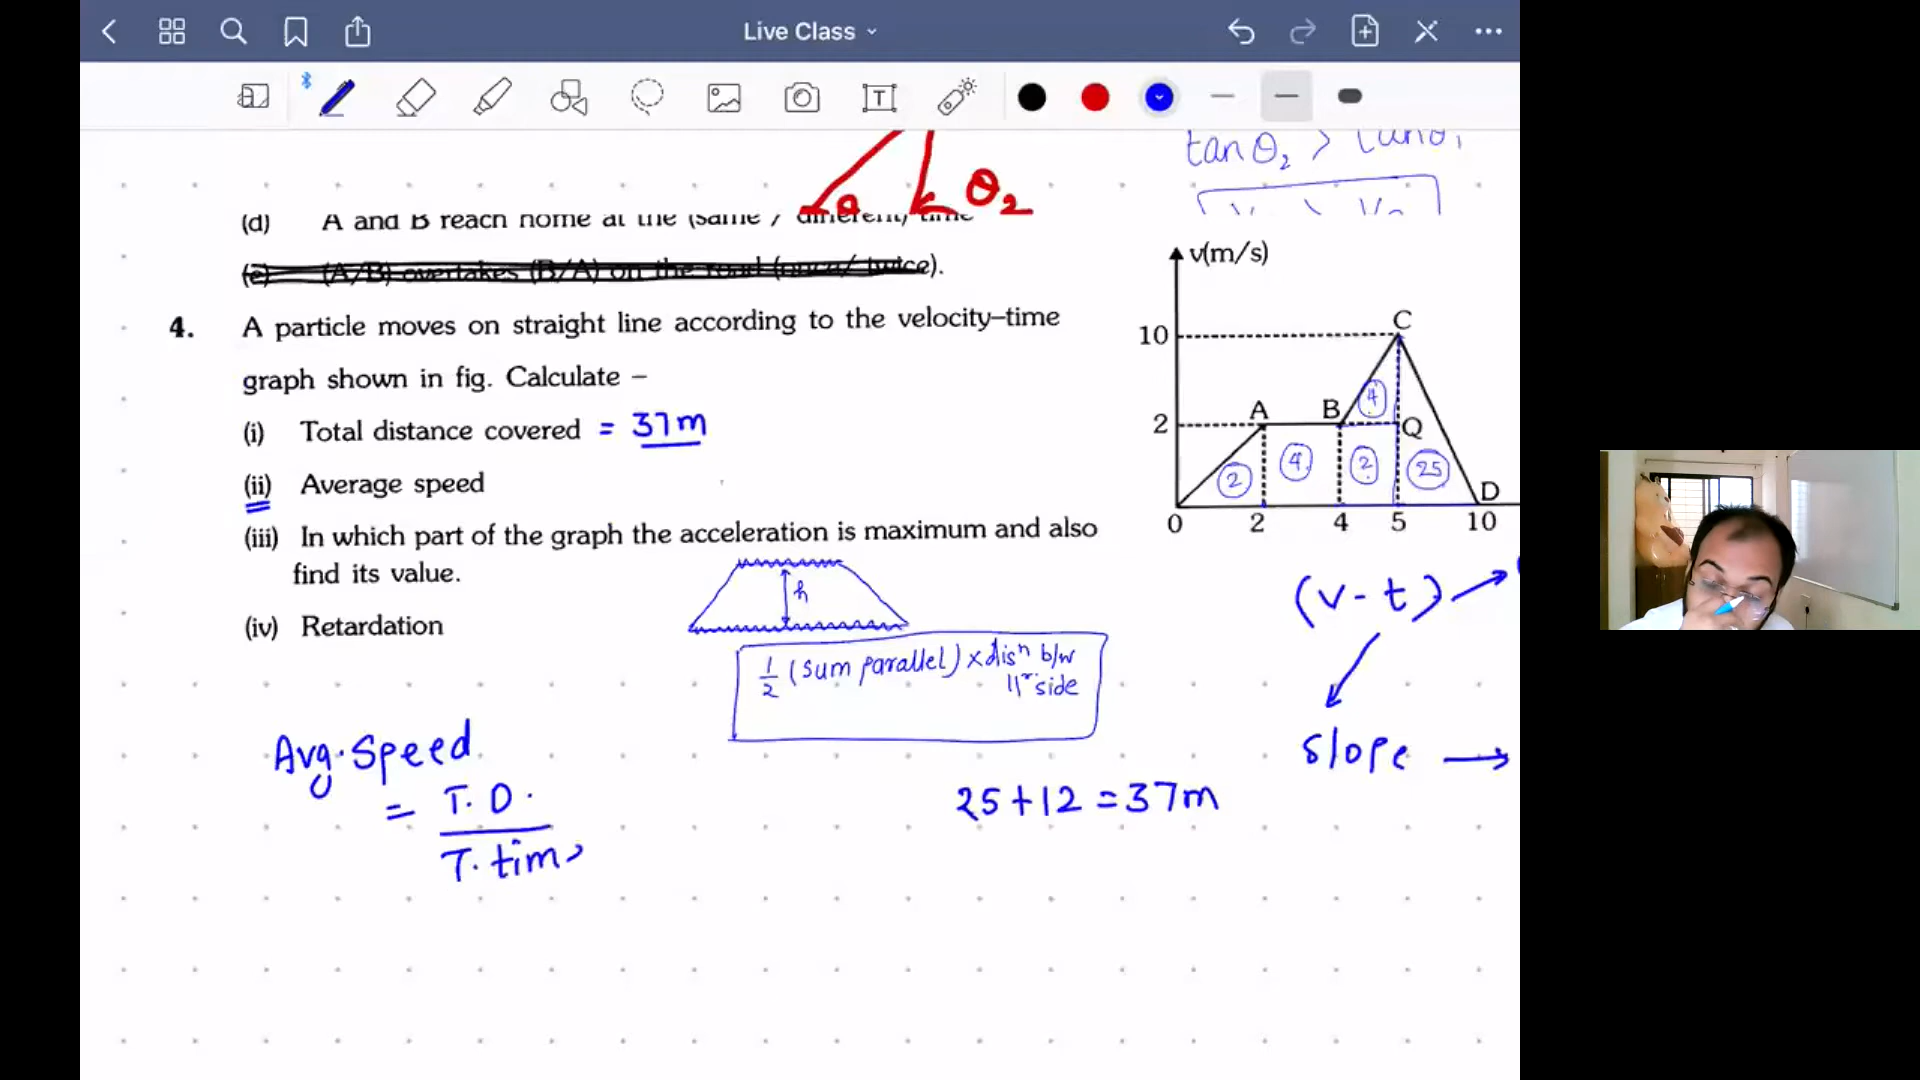 Live Class
T
tanθ₂ >
θ₂
(d) A and B reach home at the (same / different) time
(e) (A/B) overtakes (B/A) on the road (once/ twice).
v(m/s)
4. A particle moves on straight line according to the velocity–time
graph shown in fig. Calculate –
(i) Total distance covered = 37m
(ii) Average speed
(iii) In which part of the graph the acceleration is maximum and also
find its value.
(iv) Retardation
C
10
4
A B
2 Q
2 4 2 25
D
0 2 4 5 10
h
½ (Sum parallel) × disⁿ b/w
11ʳ side
(v - t)
Slope
Avg. Speed
= T.D.
T. tim
25 + 12 = 37m